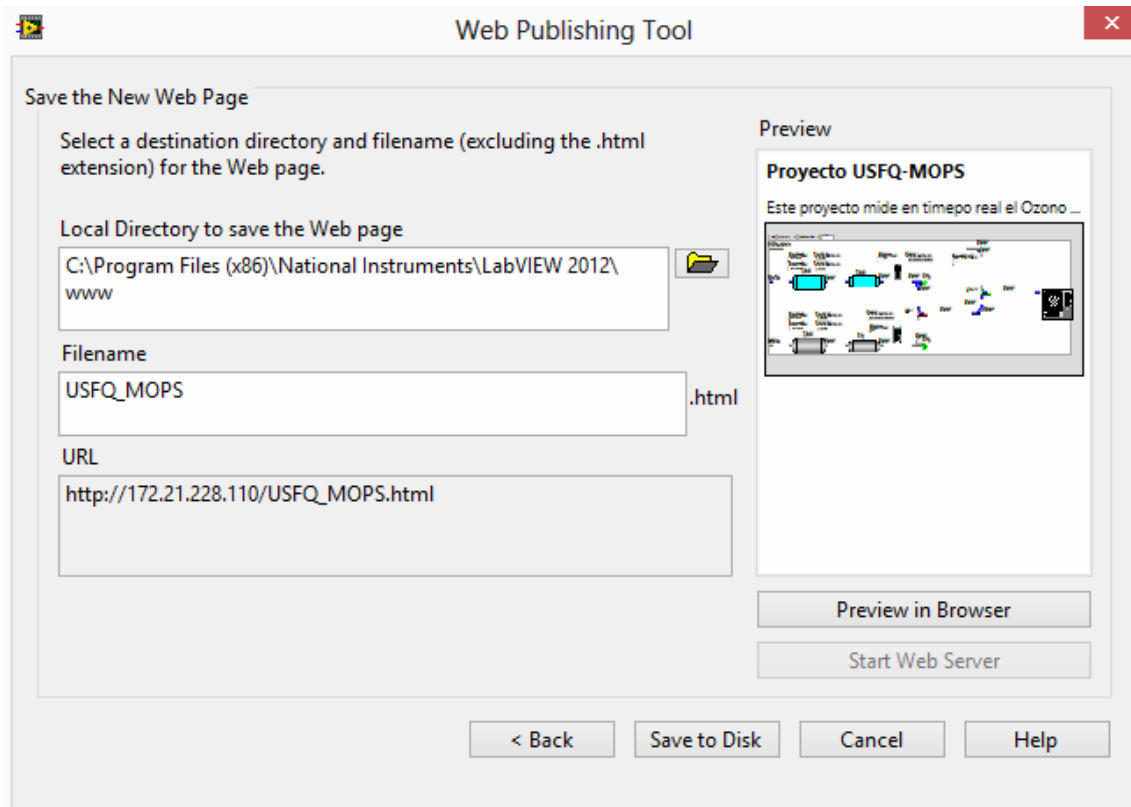 Web Publishing Tool
Save the New Web Page
Select a destination directory and filename (excluding the .html
extension) for the Web page.
Local Directory to save the Web page
C:\Program Files (x86)\National Instruments\LabVIEW 2012\
www
Filename
USFQ_MOPS
.html
URL
http://172.21.228.110/USFQ_MOPS.html
Preview
Proyecto USFQ-MOPS
Este proyecto mide en timepo real el Ozono ...
Preview in Browser
Start Web Server
< Back
Save to Disk
Cancel
Help